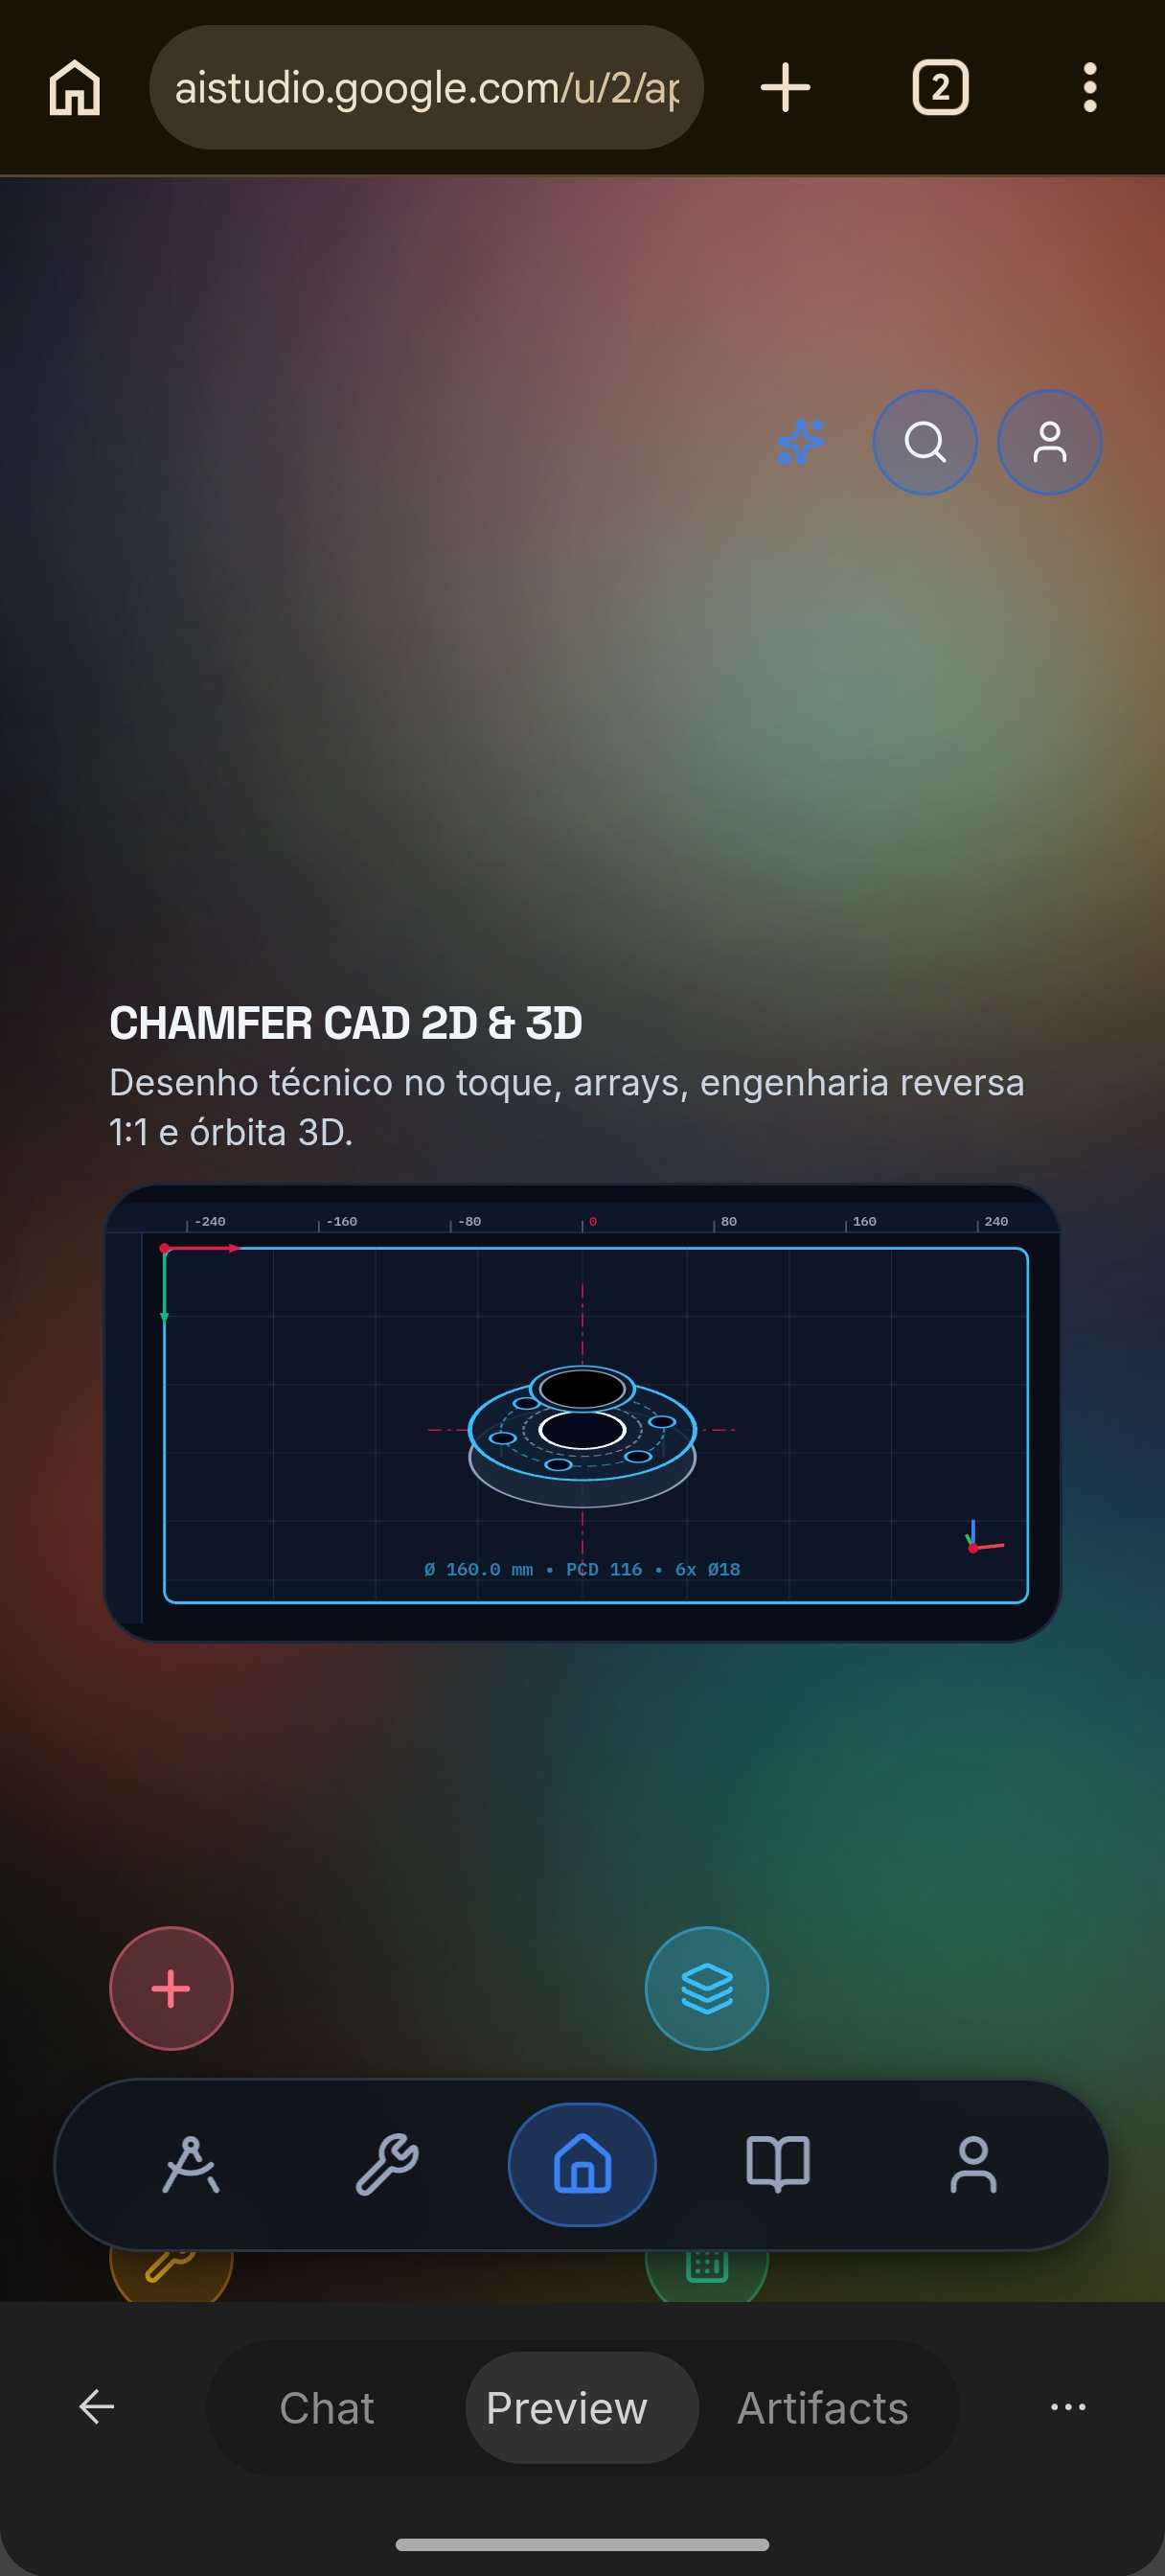 aistudio.google.com/u/2/ap
2
CHAMFER CAD 2D & 3D
Desenho técnico no toque, arrays, engenharia reversa
1:1 e órbita 3D.
-240 -160 -80 0 80 160 240
Ø 160.0 mm • PCD 116 • 6x Ø18
Chat Preview Artifacts